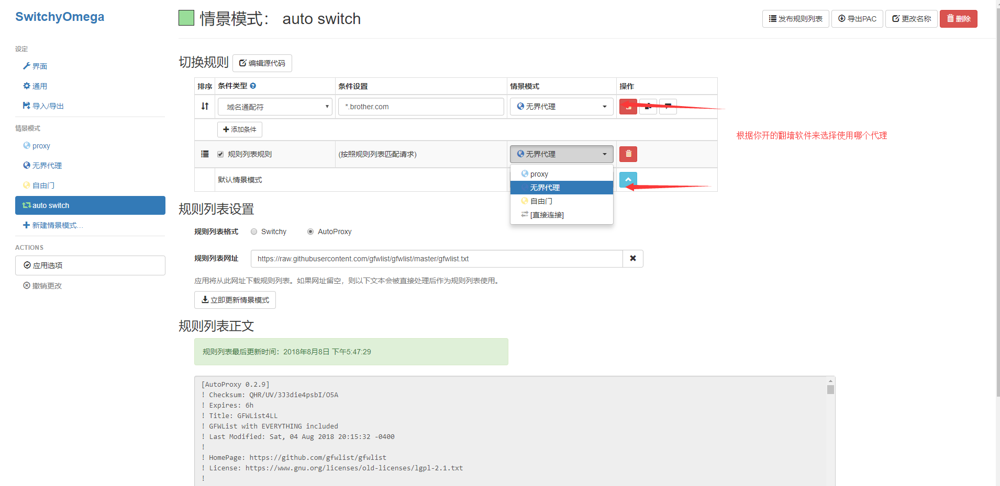 SwitchyOmega
设定
界面
通用
导入/导出
情景模式
proxy
无界代理
自由门
auto switch
新建情景模式...
ACTIONS
应用选项
撤销更改
情景模式： auto switch
发布规则列表 导出PAC 更改名称 删除
切换规则 编辑源代码
排序 条件类型 条件设置 情景模式 操作
域名通配符 *.brother.com 无界代理
添加条件
根据你开的翻墙软件来选择使用哪个代理
规则列表规则 (按照规则列表匹配请求) 无界代理
默认情景模式
proxy
无界代理
自由门
[直接连接]
规则列表设置
规则列表格式 Switchy AutoProxy
规则列表网址 https://raw.githubusercontent.com/gfwlist/gfwlist/master/gfwlist.txt
应用将从此网址下载规则列表。如果网址留空，则以下文本会被直接处理后作为规则列表使用。
立即更新情景模式
规则列表正文
规则列表最后更新时间：2018年8月8日 下午5:47:29
[AutoProxy 0.2.9]
! Checksum: QHR/UV/3J3die4psbI/O5A
! Expires: 6h
! Title: GFWList4LL
! GFWList with EVERYTHING included
! Last Modified: Sat, 04 Aug 2018 20:15:32 -0400
!
! HomePage: https://github.com/gfwlist/gfwlist
! License: https://www.gnu.org/licenses/old-licenses/lgpl-2.1.txt
!